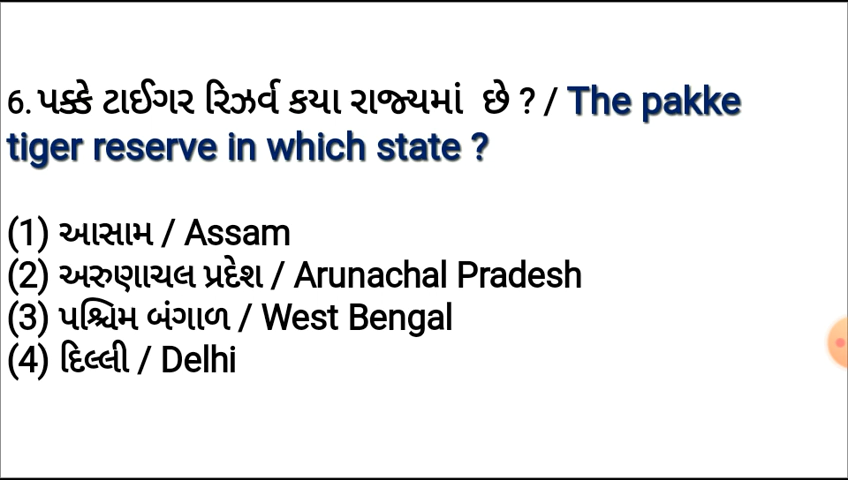 6. પક્કે ટાઈગર રિઝર્વ કયા રાજ્યમાં છે ? / The pakke
tiger reserve in which state ?
(1) આસામ / Assam
(2) અરુણાચલ પ્રદેશ / Arunachal Pradesh
(3) પશ્ચિમ બંગાળ / West Bengal
(4) દિલ્લી / Delhi